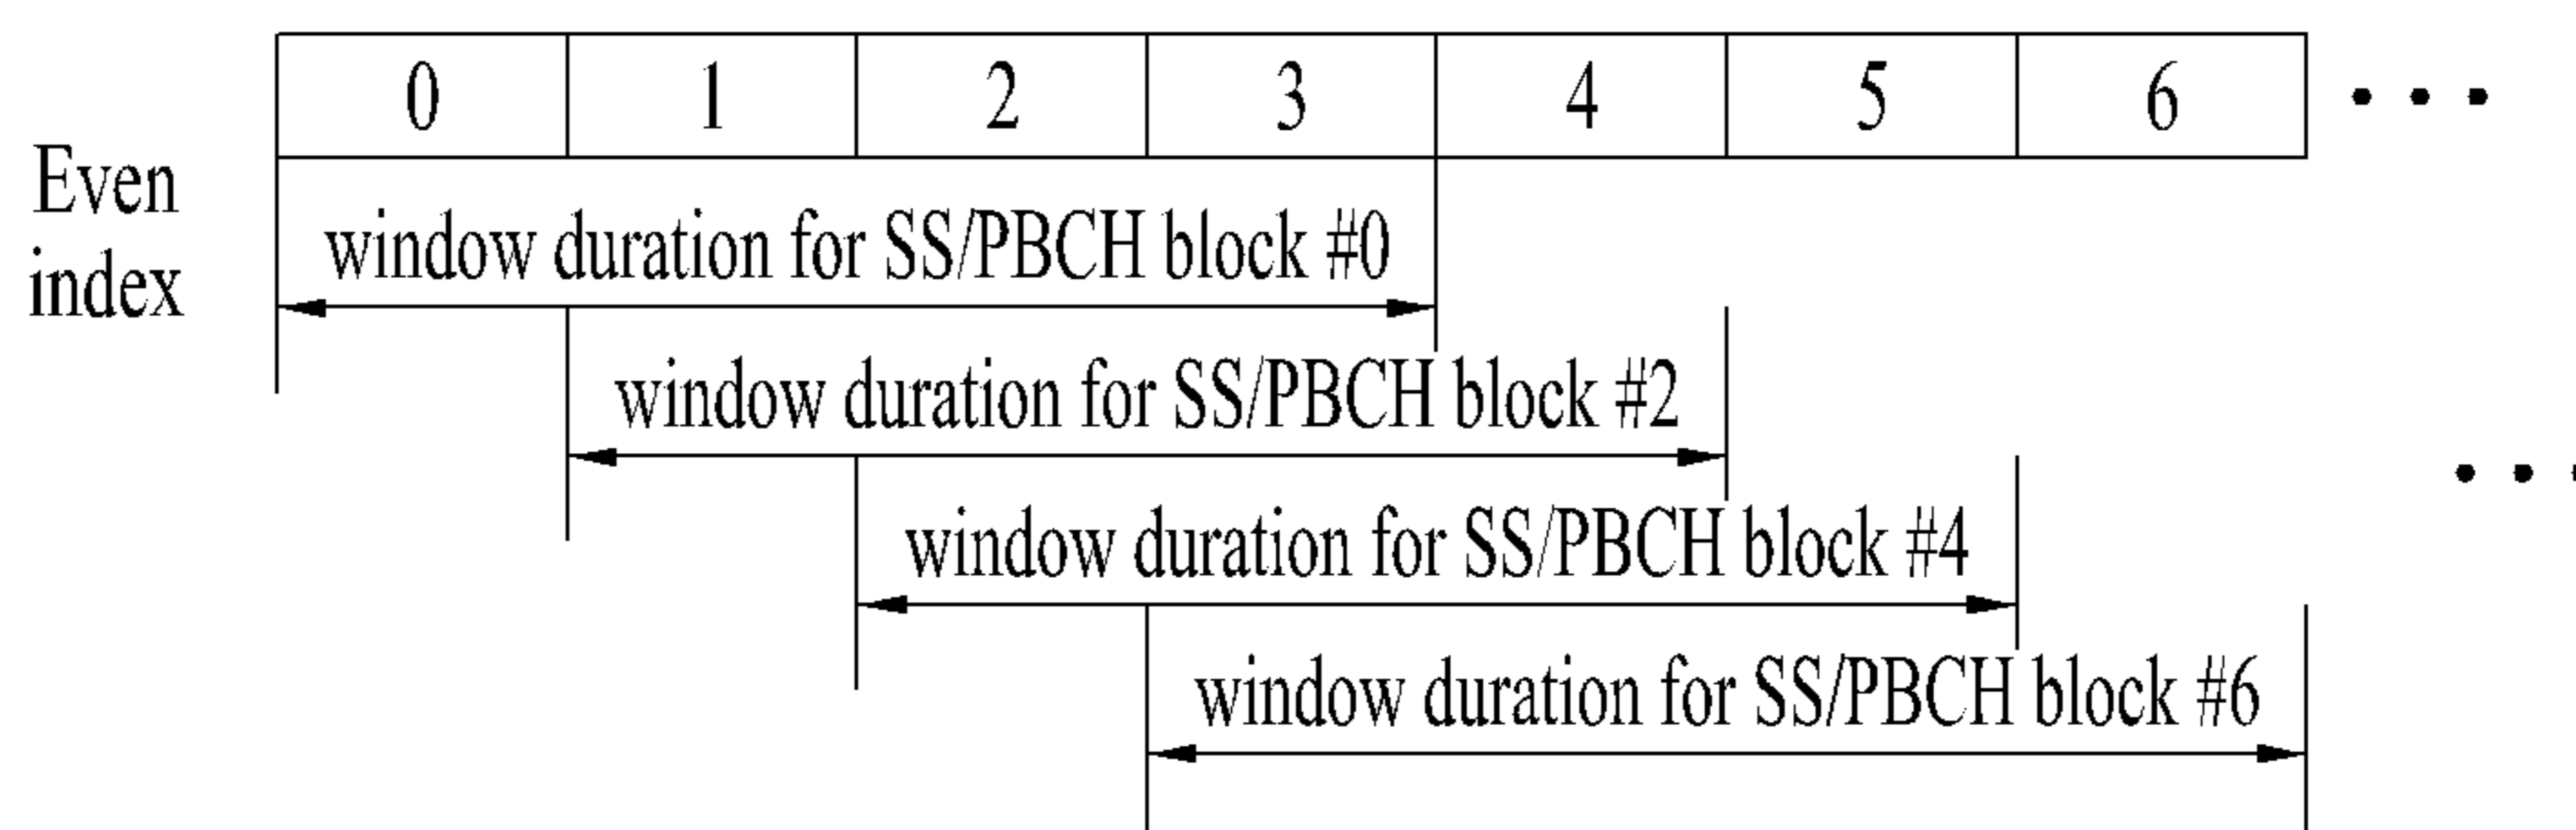 0 1 2 3 4 5 6 • • •
Even
index
window duration for SS/PBCH block #0
window duration for SS/PBCH block #2
• • •
window duration for SS/PBCH block #4
window duration for SS/PBCH block #6